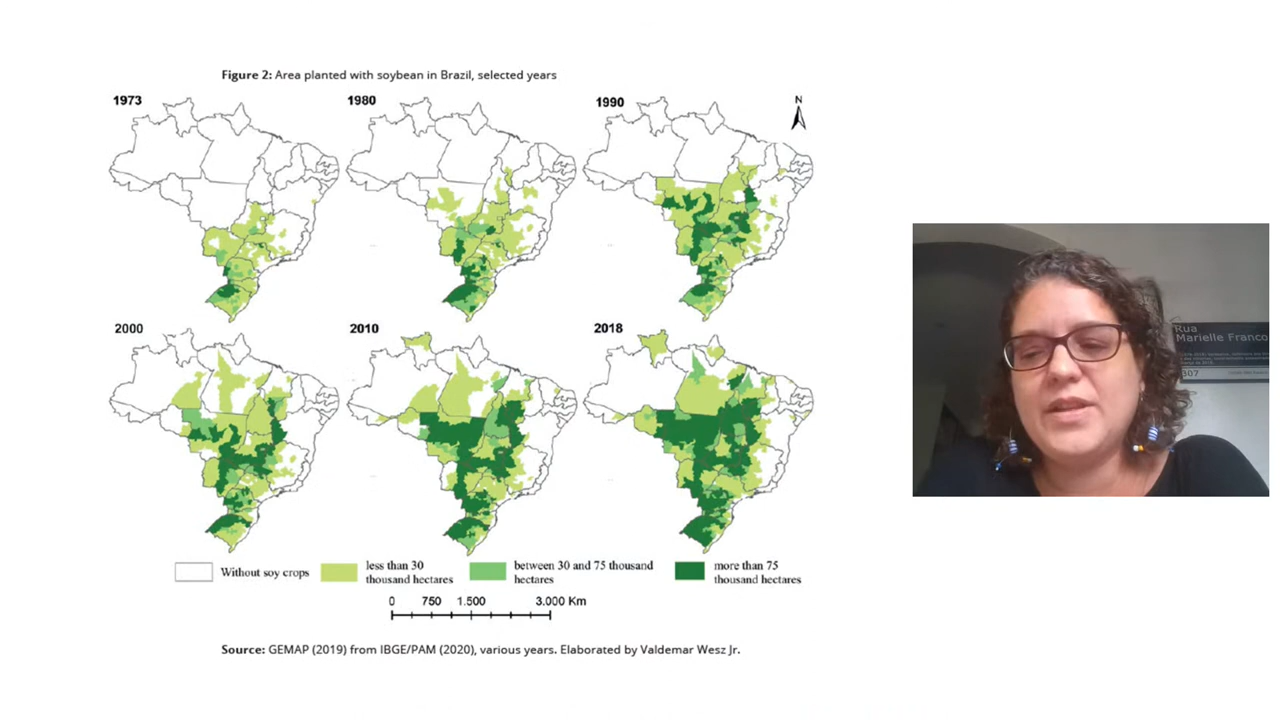 Figure 2: Area planted with soybean in Brazil, selected years
1973
1980
1990
N
2000
2010
2018
Without soy crops
less than 30
thousand hectares
between 30 and 75 thousand
hectares
more than 75
thousand hectares
0 750 1.500 3.000 Km
Source: GEMAP (2019) from IBGE/PAM (2020), various years. Elaborated by Valdemar Wesz Jr.
Rua
Marielle Franco
307